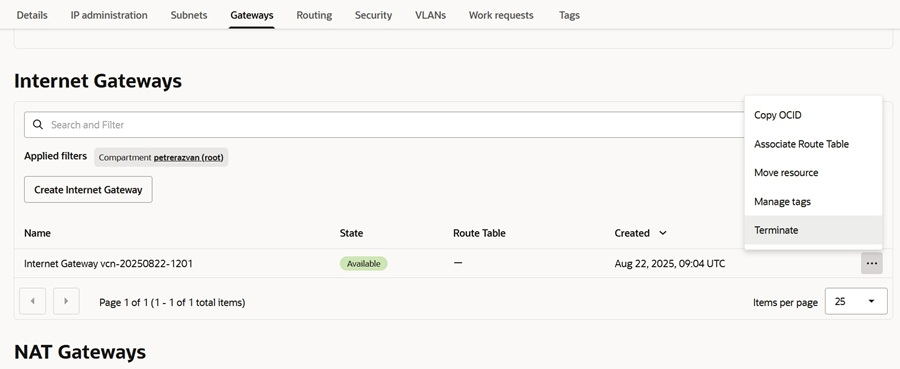 Details IP administration Subnets Gateways Routing Security VLANs Work requests Tags
Internet Gateways
Search and Filter
Applied filters Compartment petrerazvan (root)
Create Internet Gateway
Copy OCID
Associate Route Table
Move resource
Manage tags
Terminate
Name State Route Table Created
Internet Gateway vcn-20250822-1201 Available — Aug 22, 2025, 09:04 UTC ...
Page 1 of 1 (1 - 1 of 1 total items) Items per page 25
NAT Gateways